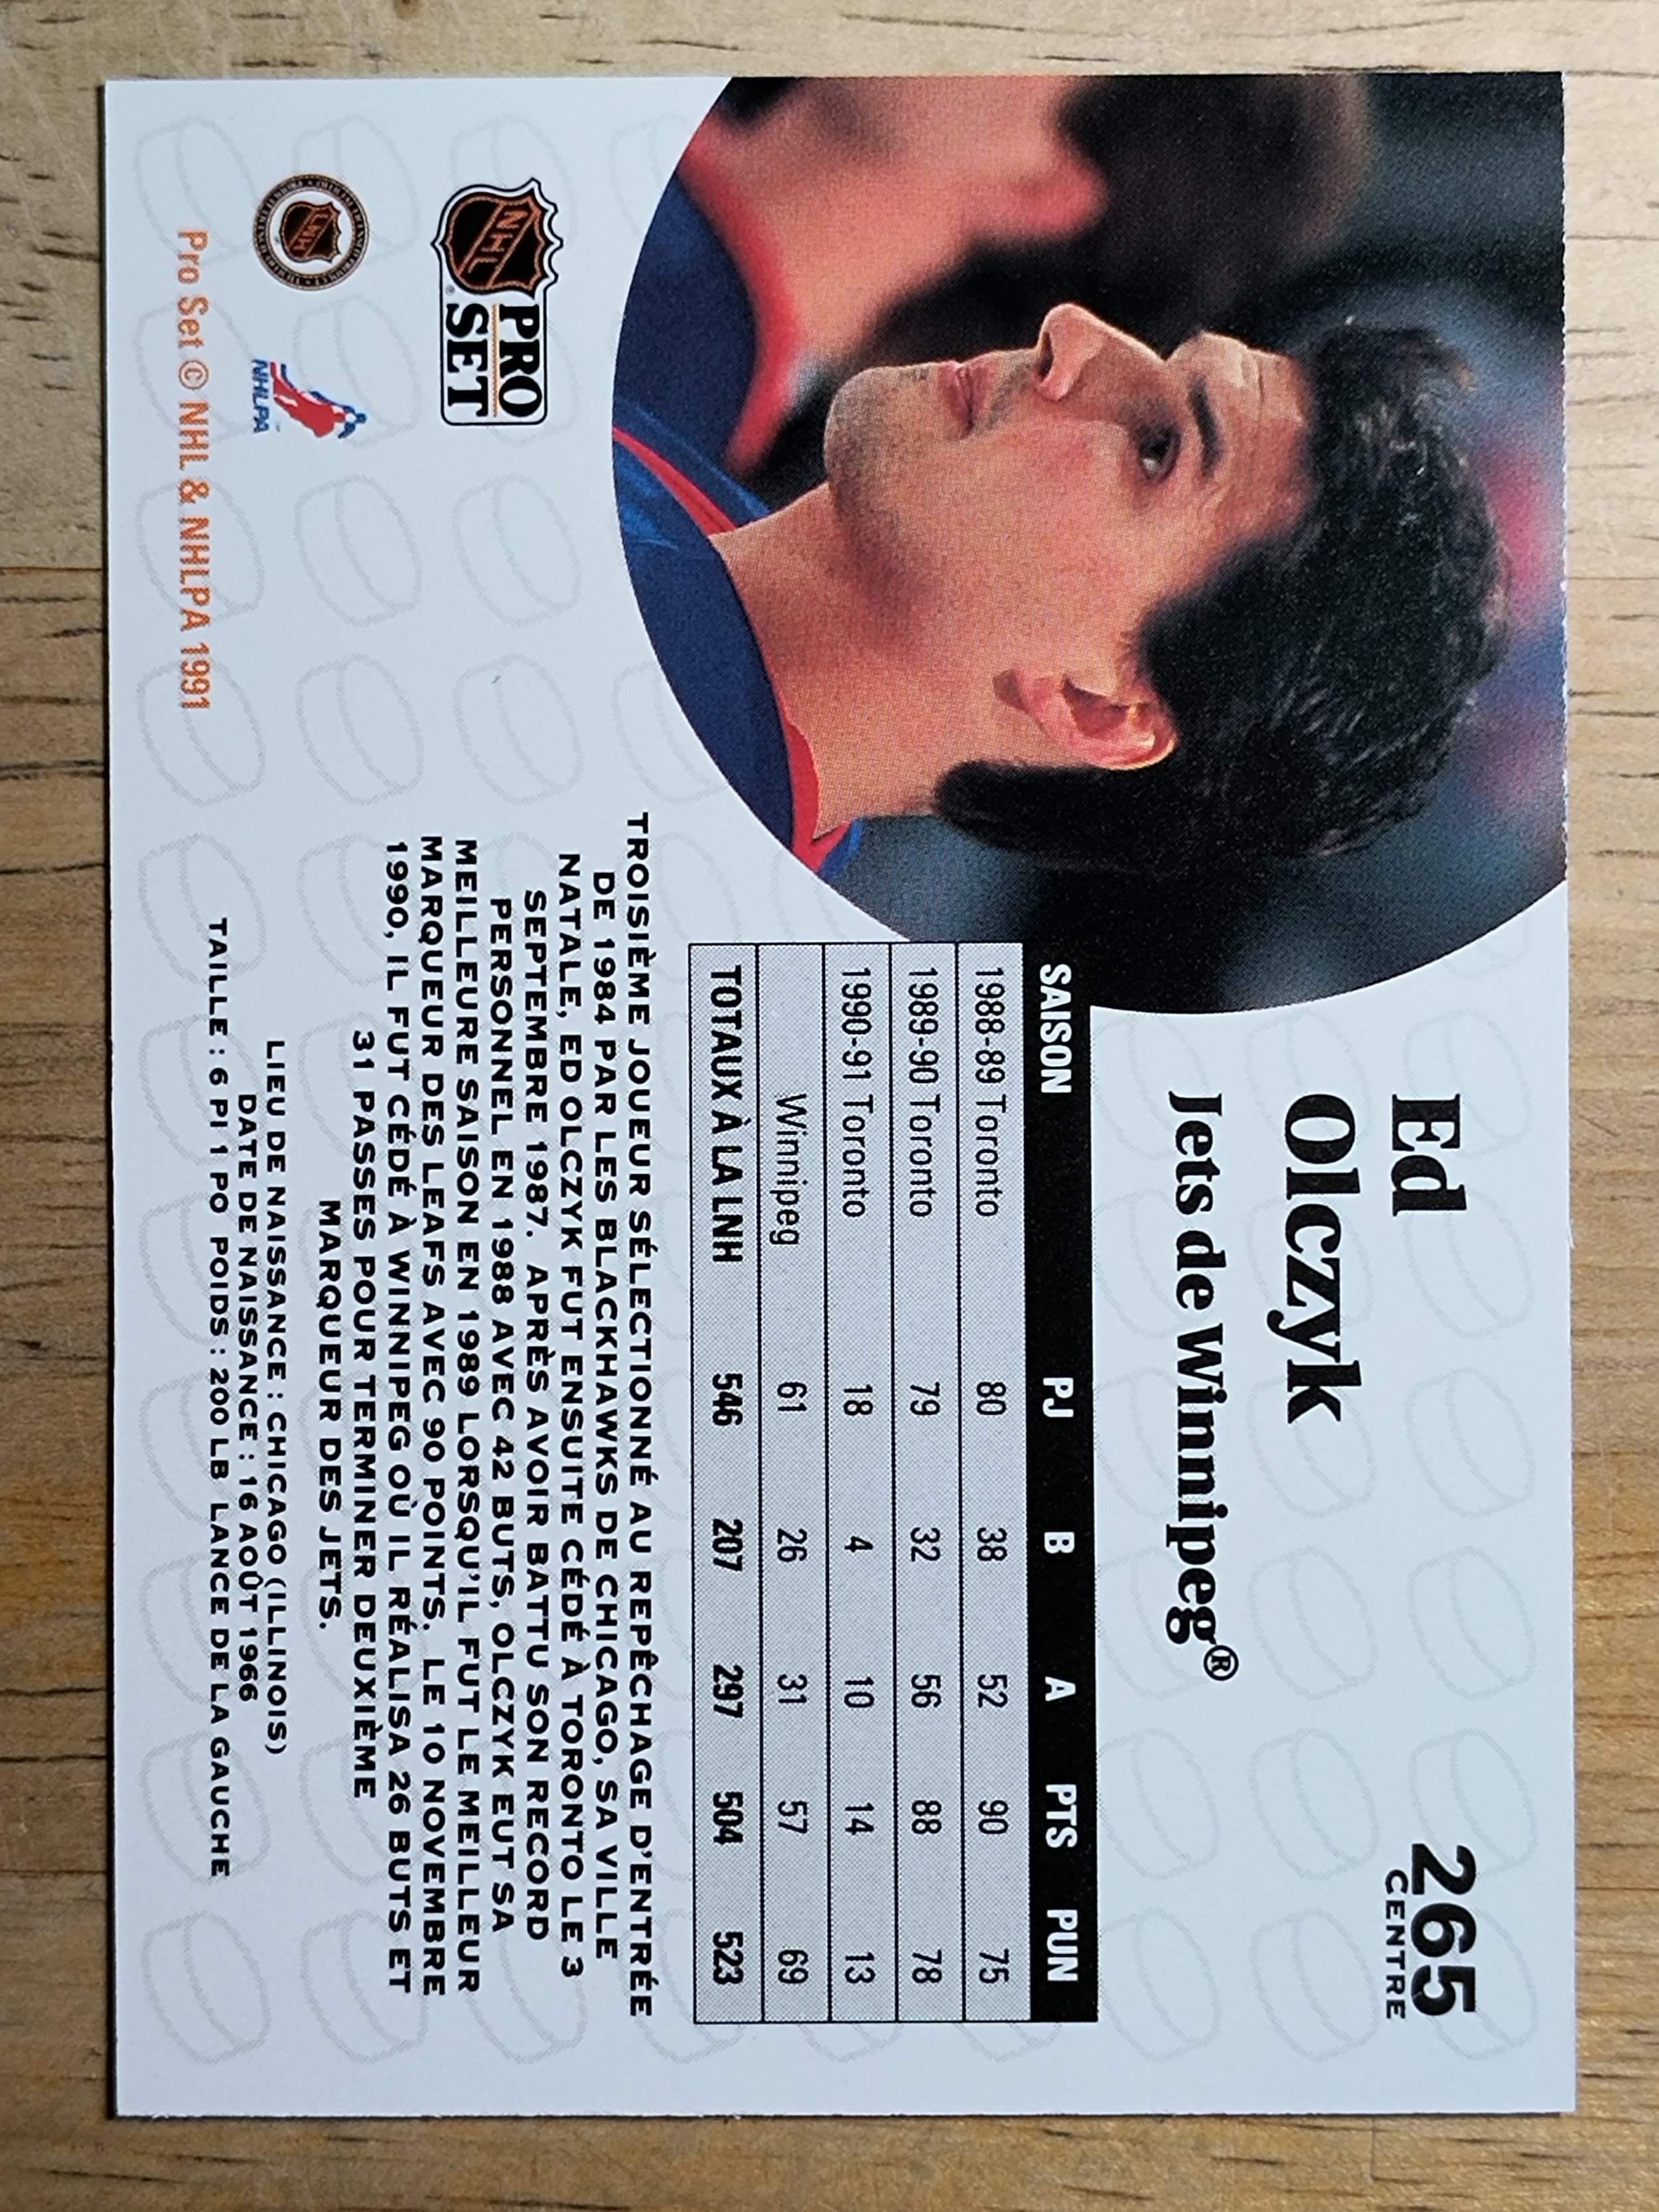 Ed
Olczyk
Jets de Winnipeg®
265
CENTRE
SAISON PJ B A PTS PUN
1988-89 Toronto 80 38 52 90 75
1989-90 Toronto 79 32 56 88 78
1990-91 Toronto 18 4 10 14 13
Winnipeg 61 26 31 57 69
TOTAUX À LA LNH 546 207 297 504 523
TROISIÈME JOUEUR SÉLECTIONNÉ AU REPÊCHAGE D'ENTRÉE
DE 1984 PAR LES BLACKHAWKS DE CHICAGO, SA VILLE
NATALE, ED OLCZYK FUT ENSUITE CÉDÉ À TORONTO LE 3
SEPTEMBRE 1987. APRÈS AVOIR BATTU SON RECORD
PERSONNEL EN 1988 AVEC 42 BUTS, OLCZYK EUT SA
MEILLEURE SAISON EN 1989 LORSQU'IL FUT LE MEILLEUR
MARQUEUR DES LEAFS AVEC 90 POINTS. LE 10 NOVEMBRE
1990, IL FUT CÉDÉ À WINNIPEG OÙ IL RÉALISA 26 BUTS ET
31 PASSES POUR TERMINER DEUXIÈME
MARQUEUR DES JETS.
LIEU DE NAISSANCE : CHICAGO (ILLINOIS)
DATE DE NAISSANCE : 16 AOÛT 1966
TAILLE : 6 PI 1 PO POIDS : 200 LB LANCE DE LA GAUCHE
NHL
PRO
SET
NHL
NHLPA
Pro Set © NHL & NHLPA 1991